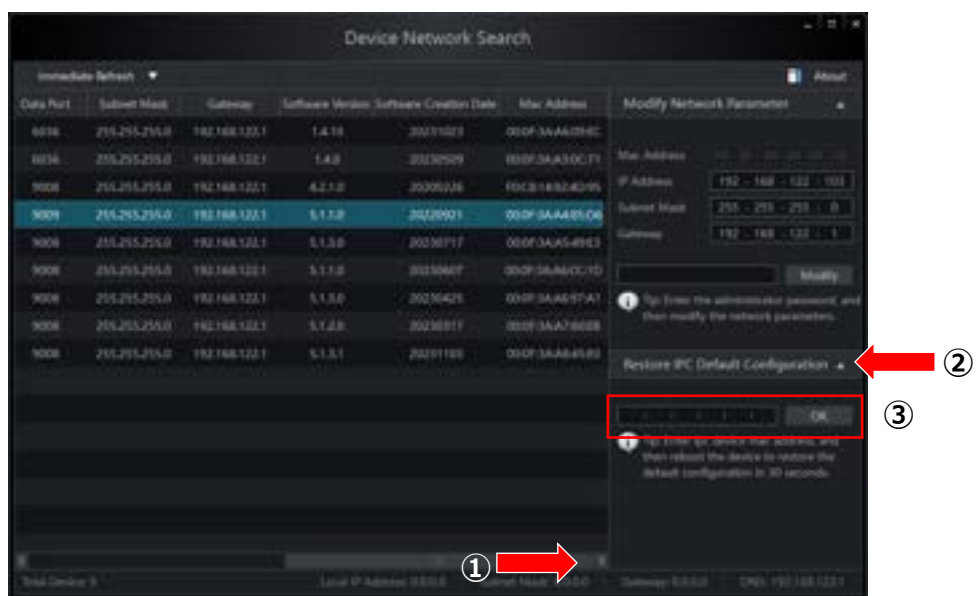 Device Network Search
Immediate Refresh ▼ About
Data Port Subnet Mask Gateway Software Version Software Creation Date Mac Address
6036 255.255.255.0 192.168.122.1 1.4.10 20231023
6036 255.255.255.0 192.168.122.1 1.4.0 20230509
9008 255.255.255.0 192.168.122.1 4.2.1.0 20200226
9009 255.255.255.0 192.168.122.1 5.1.1.0 20220921
9008 255.255.255.0 192.168.122.1 5.1.3.0 20230717
9008 255.255.255.0 192.168.122.1 5.1.1.0 20230607
9008 255.255.255.0 192.168.122.1 5.1.3.0 20230425
9008 255.255.255.0 192.168.122.1 5.1.2.0 20230317
9008 255.255.255.0 192.168.122.1 5.1.3.1 20231103
Modify Network Parameter
Mac Address
IP Address 192 . 168 . 122 . 103
Subnet Mask 255 . 255 . 255 . 0
Gateway 192 . 168 . 122 . 1
Modify
Tip: Enter the administrator password, and
then modify the network parameters.
Restore IPC Default Configuration
②
③
OK
Tip: Enter ipc device mac address, and
then reboot the device to restore the
default configuration in 30 seconds.
①
Total Device: 9 Local IP Address: 0.0.0.0 Subnet Mask: 0.0.0.0 Gateway: 0.0.0.0 DNS: 192.168.122.1